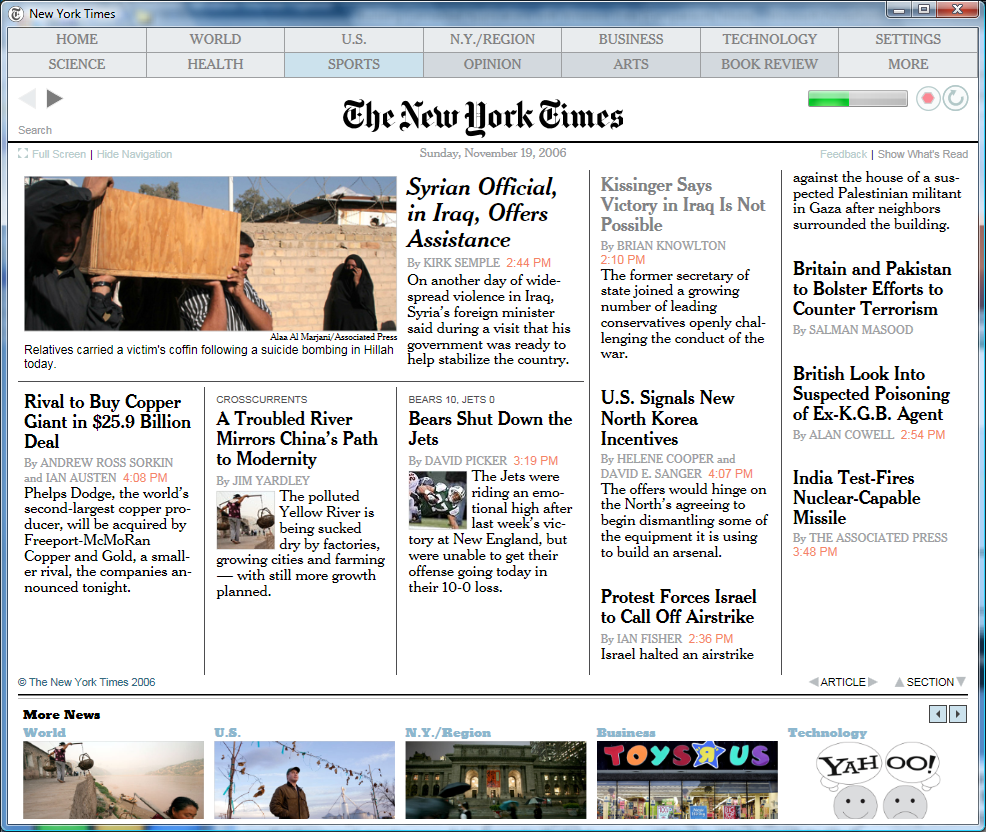 New York Times
HOME WORLD U.S. N.Y./REGION BUSINESS TECHNOLOGY SETTINGS
SCIENCE HEALTH SPORTS OPINION ARTS BOOK REVIEW MORE
The New York Times
Search
Full Screen | Hide Navigation
Sunday, November 19, 2006
Feedback | Show What's Read
Alaa Al Marjani/Associated Press
Relatives carried a victim's coffin following a suicide bombing in Hillah
today.
Syrian Official,
in Iraq, Offers
Assistance
By KIRK SEMPLE 2:44 PM
On another day of wide-
spread violence in Iraq,
Syria's foreign minister
said during a visit that his
government was ready to
help stabilize the country.
Rival to Buy Copper
Giant in $25.9 Billion
Deal
By ANDREW ROSS SORKIN
and IAN AUSTEN 4:08 PM
Phelps Dodge, the world's
second-largest copper pro-
ducer, will be acquired by
Freeport-McMoRan
Copper and Gold, a small-
er rival, the companies an-
nounced tonight.
CROSSCURRENTS
A Troubled River
Mirrors China's Path
to Modernity
By JIM YARDLEY
The polluted
Yellow River is
being sucked
dry by factories,
growing cities and farming
— with still more growth
planned.
BEARS 10, JETS 0
Bears Shut Down the
Jets
By DAVID PICKER 3:19 PM
The Jets were
riding an emo-
tional high after
last week's vic-
tory at New England, but
were unable to get their
offense going today in
their 10-0 loss.
Kissinger Says
Victory in Iraq Is Not
Possible
By BRIAN KNOWLTON
2:10 PM
The former secretary of
state joined a growing
number of leading
conservatives openly chal-
lenging the conduct of the
war.
U.S. Signals New
North Korea
Incentives
By HELENE COOPER and
DAVID E. SANGER 4:07 PM
The offers would hinge on
the North's agreeing to
begin dismantling some of
the equipment it is using
to build an arsenal.
Protest Forces Israel
to Call Off Airstrike
By IAN FISHER 2:36 PM
Israel halted an airstrike
against the house of a sus-
pected Palestinian militant
in Gaza after neighbors
surrounded the building.
Britain and Pakistan
to Bolster Efforts to
Counter Terrorism
By SALMAN MASOOD
British Look Into
Suspected Poisoning
of Ex-K.G.B. Agent
By ALAN COWELL 2:54 PM
India Test-Fires
Nuclear-Capable
Missile
By THE ASSOCIATED PRESS
3:48 PM
© The New York Times 2006
ARTICLE SECTION
More News
World U.S. N.Y./Region Business Technology
TOYS R US
YAHOO!